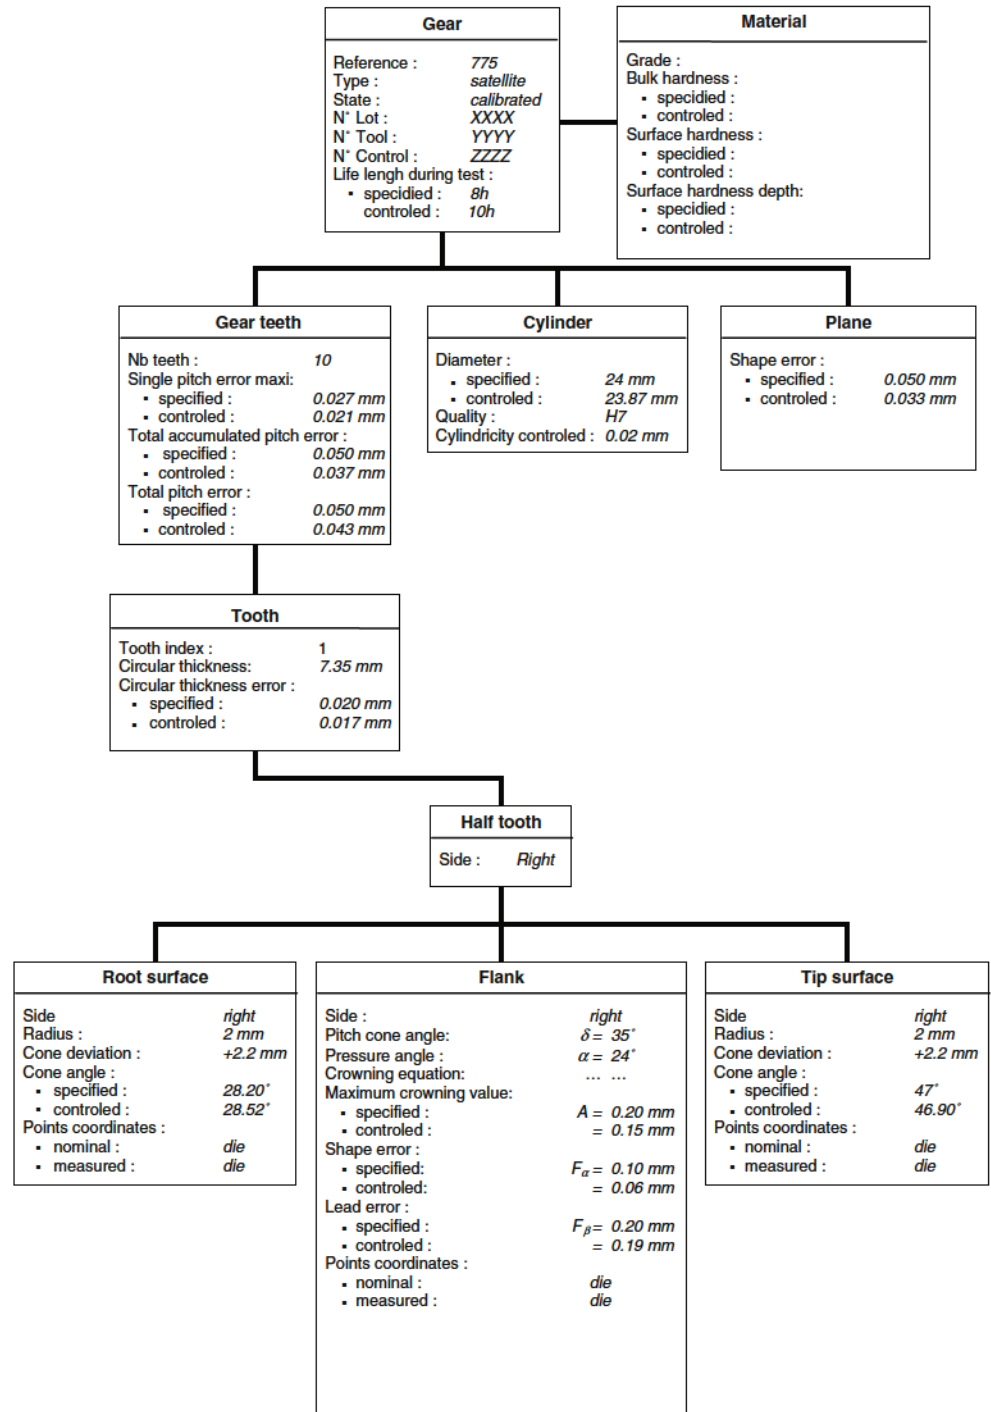 Gear
Reference : 775
Type : satellite
State : calibrated
N° Lot : XXXX
N° Tool : YYYY
N° Control : ZZZZ
Life lengh during test :
▪ specidied : 8h
controled : 10h
Material
Grade :
Bulk hardness :
▪ specidied :
▪ controled :
Surface hardness :
▪ specidied :
▪ controled :
Surface hardness depth:
▪ specidied :
▪ controled :
Gear teeth
Nb teeth : 10
Single pitch error maxi:
▪ specified : 0.027 mm
▪ controled : 0.021 mm
Total accumulated pitch error :
▪ specified : 0.050 mm
▪ controled : 0.037 mm
Total pitch error :
▪ specified : 0.050 mm
▪ controled : 0.043 mm
Cylinder
Diameter :
▪ specified : 24 mm
▪ controled : 23.87 mm
Quality : H7
Cylindricity controled : 0.02 mm
Plane
Shape error :
▪ specified : 0.050 mm
▪ controled : 0.033 mm
Tooth
Tooth index : 1
Circular thickness: 7.35 mm
Circular thickness error :
▪ specified : 0.020 mm
▪ controled : 0.017 mm
Half tooth
Side : Right
Root surface
Side right
Radius : 2 mm
Cone deviation : +2.2 mm
Cone angle :
▪ specified : 28.20°
▪ controled : 28.52°
Points coordinates :
▪ nominal : die
▪ measured : die
Flank
Side : right
Pitch cone angle: δ = 35°
Pressure angle : α = 24°
Crowning equation: ... ...
Maximum crowning value:
▪ specified : A = 0.20 mm
▪ controled : = 0.15 mm
Shape error :
▪ specified: Fα = 0.10 mm
▪ controled: = 0.06 mm
Lead error :
▪ specified : Fβ = 0.20 mm
▪ controled : = 0.19 mm
Points coordinates :
▪ nominal : die
▪ measured : die
Tip surface
Side right
Radius : 2 mm
Cone deviation : +2.2 mm
Cone angle :
▪ specified : 47°
▪ controled : 46.90°
Points coordinates :
▪ nominal : die
▪ measured : die